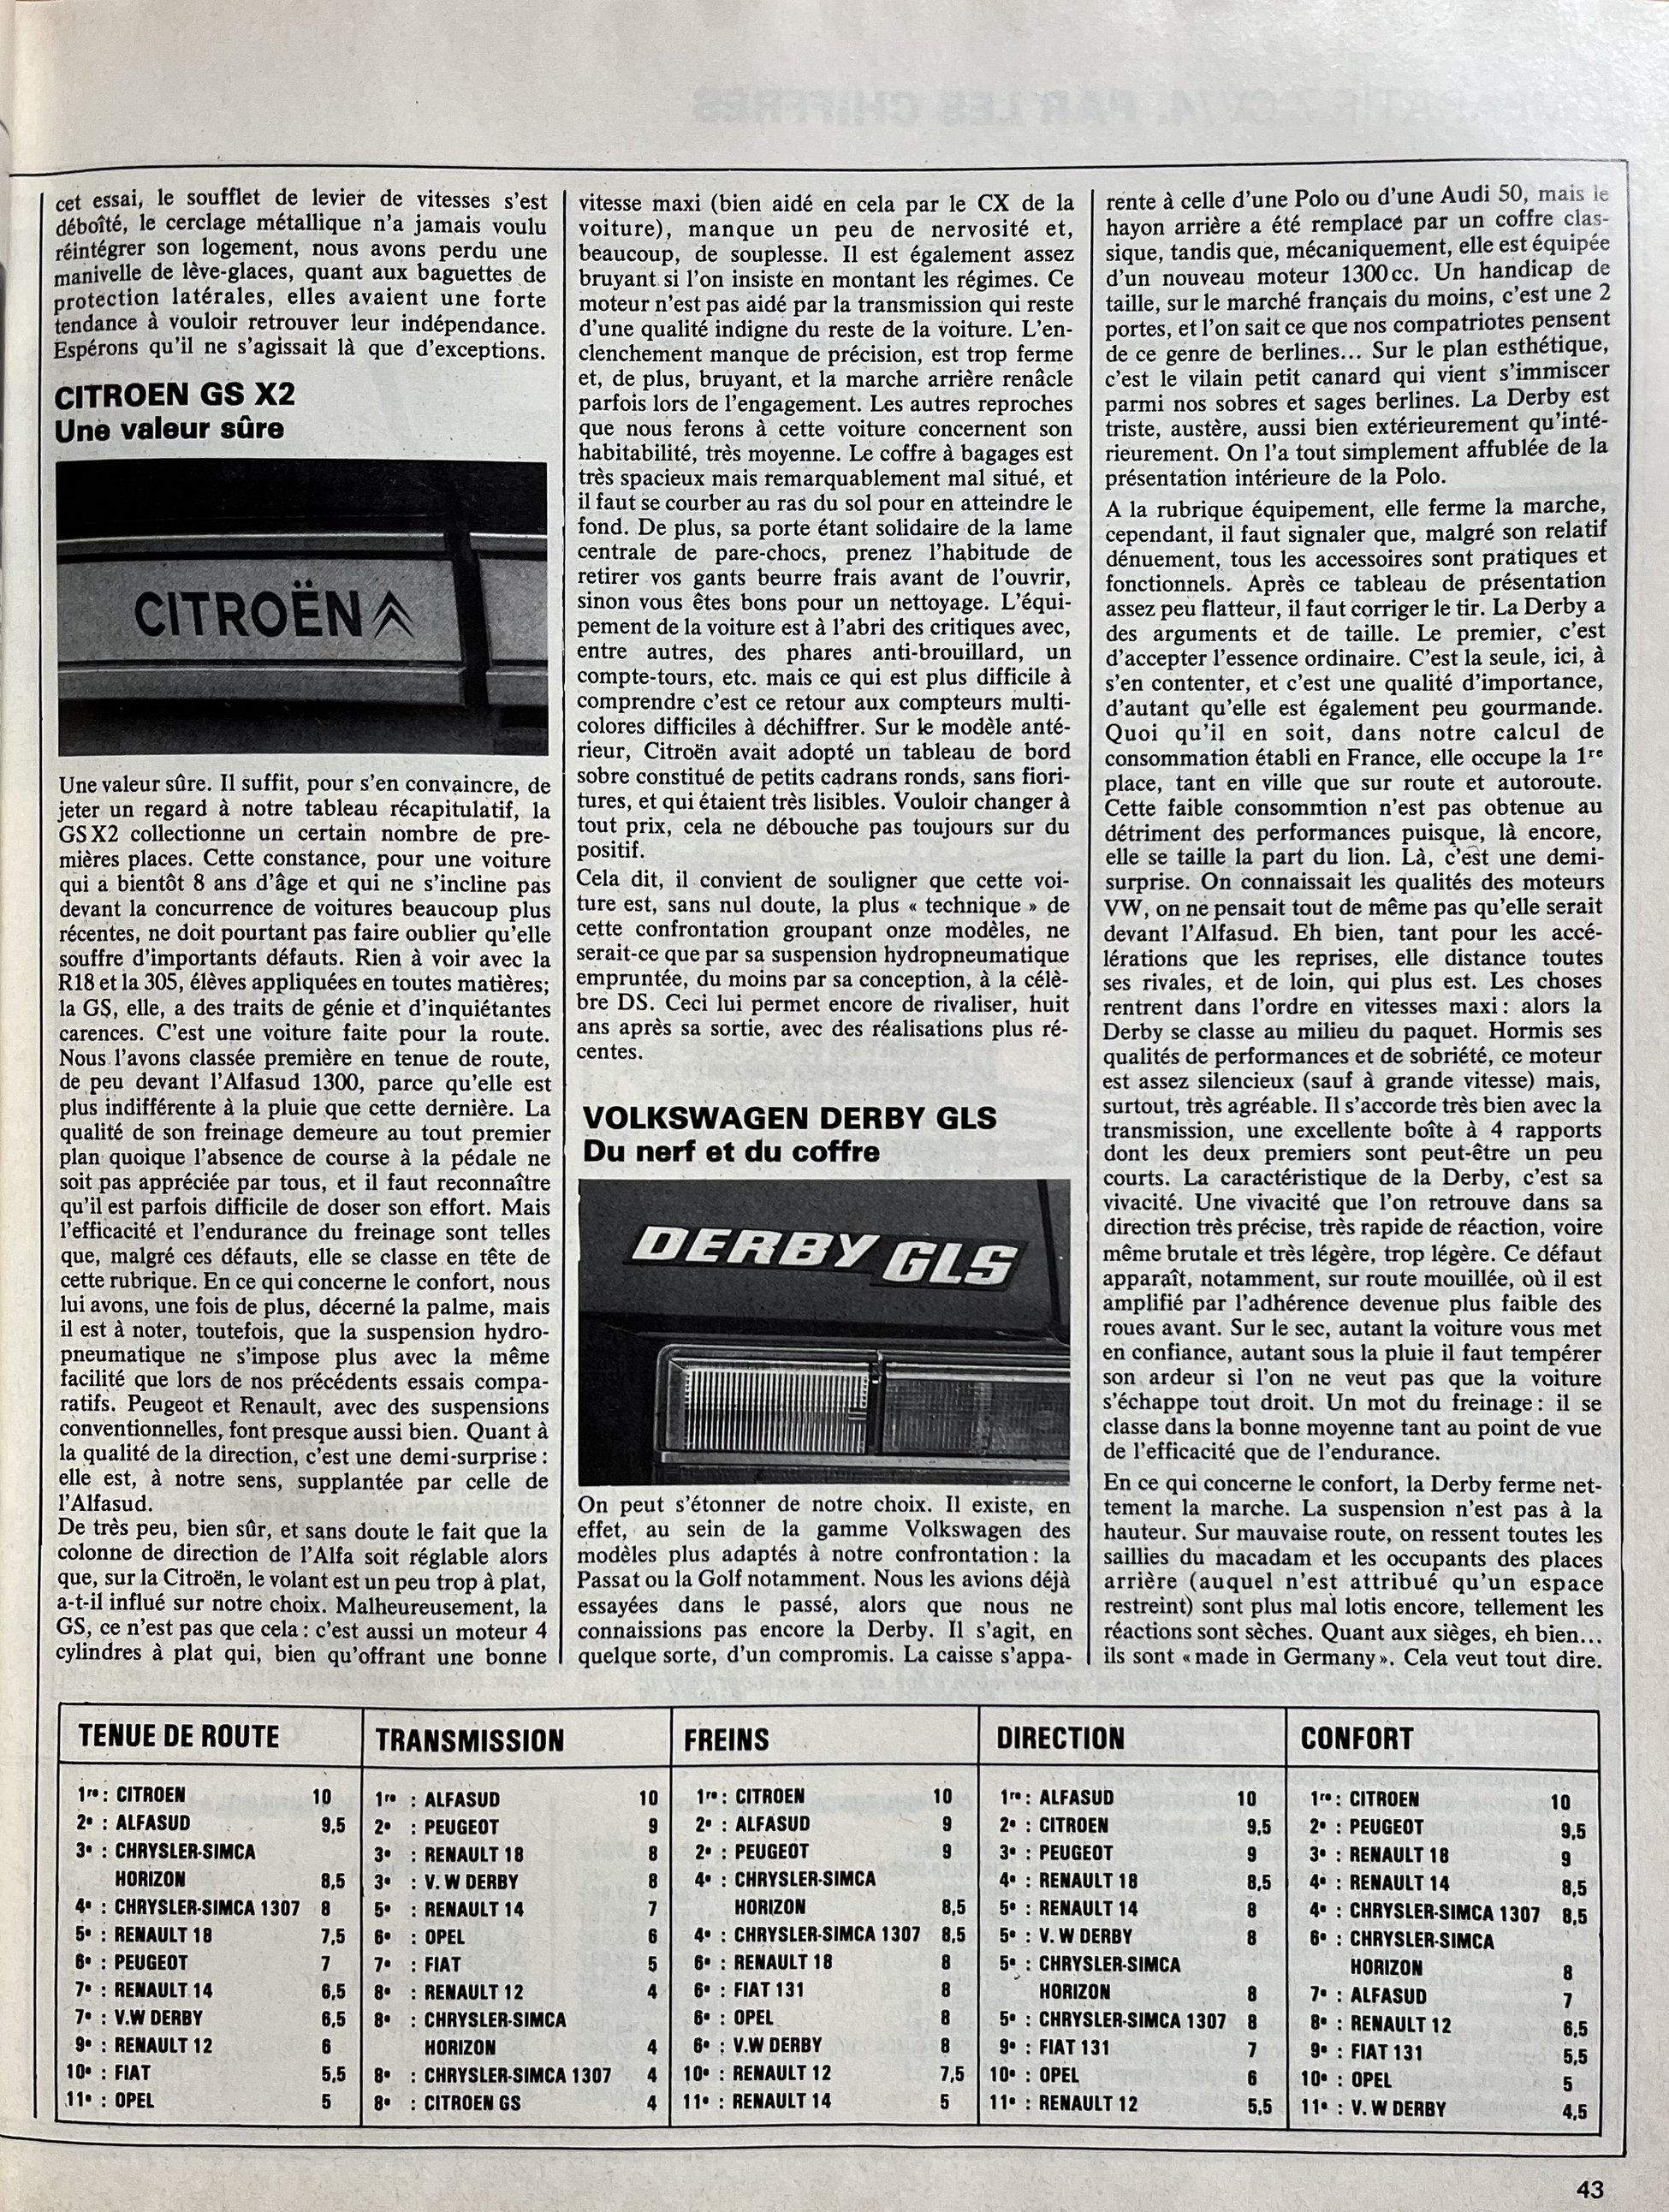 cet essai, le soufflet de levier de vitesses s'est
déboîté, le cerclage métallique n'a jamais voulu
réintégrer son logement, nous avons perdu une
manivelle de lève-glaces, quant aux baguettes de
protection latérales, elles avaient une forte
tendance à vouloir retrouver leur indépendance.
Espérons qu'il ne s'agissait là que d'exceptions.
CITROEN GS X2
Une valeur sûre
CITROËN
Une valeur sûre. Il suffit, pour s'en convaincre, de
jeter un regard à notre tableau récapitulatif, la
GS X2 collectionne un certain nombre de pre-
mières places. Cette constance, pour une voiture
qui a bientôt 8 ans d'âge et qui ne s'incline pas
devant la concurrence de voitures beaucoup plus
récentes, ne doit pourtant pas faire oublier qu'elle
souffre d'importants défauts. Rien à voir avec la
R18 et la 305, élèves appliquées en toutes matières;
la GS, elle, a des traits de génie et d'inquiétantes
carences. C'est une voiture faite pour la route.
Nous l'avons classée première en tenue de route,
de peu devant l'Alfasud 1300, parce qu'elle est
plus indifférente à la pluie que cette dernière. La
qualité de son freinage demeure au tout premier
plan quoique l'absence de course à la pédale ne
soit pas appréciée par tous, et il faut reconnaître
qu'il est parfois difficile de doser son effort. Mais
l'efficacité et l'endurance du freinage sont telles
que, malgré ces défauts, elle se classe en tête de
cette rubrique. En ce qui concerne le confort, nous
lui avons, une fois de plus, décerné la palme, mais
il est à noter, toutefois, que la suspension hydro-
pneumatique ne s'impose plus avec la même
facilité que lors de nos précédents essais compa-
ratifs. Peugeot et Renault, avec des suspensions
conventionnelles, font presque aussi bien. Quant à
la qualité de la direction, c'est une demi-surprise :
elle est, à notre sens, supplantée par celle de
l'Alfasud.
De très peu, bien sûr, et sans doute le fait que la
colonne de direction de l'Alfa soit réglable alors
que, sur la Citroën, le volant est un peu trop à plat,
a-t-il influé sur notre choix. Malheureusement, la
GS, ce n'est pas que cela : c'est aussi un moteur 4
cylindres à plat qui, bien qu'offrant une bonne
vitesse maxi (bien aidé en cela par le CX de la
voiture), manque un peu de nervosité et,
beaucoup, de souplesse. Il est également assez
bruyant si l'on insiste en montant les régimes. Ce
moteur n'est pas aidé par la transmission qui reste
d'une qualité indigne du reste de la voiture. L'en-
clenchement manque de précision, est trop ferme
et, de plus, bruyant, et la marche arrière renâcle
parfois lors de l'engagement. Les autres reproches
que nous ferons à cette voiture concernent son
habitabilité, très moyenne. Le coffre à bagages est
très spacieux mais remarquablement mal situé, et
il faut se courber au ras du sol pour en atteindre le
fond. De plus, sa porte étant solidaire de la lame
centrale de pare-chocs, prenez l'habitude de
retirer vos gants beurre frais avant de l'ouvrir,
sinon vous êtes bons pour un nettoyage. L'équi-
pement de la voiture est à l'abri des critiques avec,
entre autres, des phares anti-brouillard, un
compte-tours, etc. mais ce qui est plus difficile à
comprendre c'est ce retour aux compteurs multi-
colores difficiles à déchiffrer. Sur le modèle anté-
rieur, Citroën avait adopté un tableau de bord
sobre constitué de petits cadrans ronds, sans fiori-
tures, et qui étaient très lisibles. Vouloir changer à
tout prix, cela ne débouche pas toujours sur du
positif.
Cela dit, il convient de souligner que cette voi-
ture est, sans nul doute, la plus « technique » de
cette confrontation groupant onze modèles, ne
serait-ce que par sa suspension hydropneumatique
empruntée, du moins par sa conception, à la célè-
bre DS. Ceci lui permet encore de rivaliser, huit
ans après sa sortie, avec des réalisations plus ré-
centes.
VOLKSWAGEN DERBY GLS
Du nerf et du coffre
DERBY GLS
On peut s'étonner de notre choix. Il existe, en
effet, au sein de la gamme Volkswagen des
modèles plus adaptés à notre confrontation : la
Passat ou la Golf notamment. Nous les avions déjà
essayées dans le passé, alors que nous ne
connaissions pas encore la Derby. Il s'agit, en
quelque sorte, d'un compromis. La caisse s'appa-
rente à celle d'une Polo ou d'une Audi 50, mais le
hayon arrière a été remplacé par un coffre clas-
sique, tandis que, mécaniquement, elle est équipée
d'un nouveau moteur 1300 cc. Un handicap de
taille, sur le marché français du moins, c'est une 2
portes, et l'on sait ce que nos compatriotes pensent
de ce genre de berlines... Sur le plan esthétique,
c'est le vilain petit canard qui vient s'immiscer
parmi nos sobres et sages berlines. La Derby est
triste, austère, aussi bien extérieurement qu'inté-
rieurement. On l'a tout simplement affublée de la
présentation intérieure de la Polo.
A la rubrique équipement, elle ferme la marche,
cependant, il faut signaler que, malgré son relatif
dénuement, tous les accessoires sont pratiques et
fonctionnels. Après ce tableau de présentation
assez peu flatteur, il faut corriger le tir. La Derby a
des arguments et de taille. Le premier, c'est
d'accepter l'essence ordinaire. C'est la seule, ici, à
s'en contenter, et c'est une qualité d'importance,
d'autant qu'elle est également peu gourmande.
Quoi qu'il en soit, dans notre calcul de
consommation établi en France, elle occupe la 1re
place, tant en ville que sur route et autoroute.
Cette faible consommtion n'est pas obtenue au
détriment des performances puisque, là encore,
elle se taille la part du lion. Là, c'est une demi-
surprise. On connaissait les qualités des moteurs
VW, on ne pensait tout de même pas qu'elle serait
devant l'Alfasud. Eh bien, tant pour les accé-
lérations que les reprises, elle distance toutes
ses rivales, et de loin, qui plus est. Les choses
rentrent dans l'ordre en vitesses maxi : alors la
Derby se classe au milieu du paquet. Hormis ses
qualités de performances et de sobriété, ce moteur
est assez silencieux (sauf à grande vitesse) mais,
surtout, très agréable. Il s'accorde très bien avec la
transmission, une excellente boîte à 4 rapports
dont les deux premiers sont peut-être un peu
courts. La caractéristique de la Derby, c'est sa
vivacité. Une vivacité que l'on retrouve dans sa
direction très précise, très rapide de réaction, voire
même brutale et très légère, trop légère. Ce défaut
apparaît, notamment, sur route mouillée, où il est
amplifié par l'adhérence devenue plus faible des
roues avant. Sur le sec, autant la voiture vous met
en confiance, autant sous la pluie il faut tempérer
son ardeur si l'on ne veut pas que la voiture
s'échappe tout droit. Un mot du freinage : il se
classe dans la bonne moyenne tant au point de vue
de l'efficacité que de l'endurance.
En ce qui concerne le confort, la Derby ferme net-
tement la marche. La suspension n'est pas à la
hauteur. Sur mauvaise route, on ressent toutes les
saillies du macadam et les occupants des places
arrière (auquel n'est attribué qu'un espace
restreint) sont plus mal lotis encore, tellement les
réactions sont sèches. Quant aux sièges, eh bien...
ils sont « made in Germany ». Cela veut tout dire.
TENUE DE ROUTE
1re : CITROEN 10
2e : ALFASUD 9,5
3e : CHRYSLER-SIMCA
HORIZON 8,5
4e : CHRYSLER-SIMCA 1307 8
5e : RENAULT 18 7,5
6e : PEUGEOT 7
7e : RENAULT 14 6,5
7e : V.W DERBY 6,5
9e : RENAULT 12 6
10e : FIAT 5,5
11e : OPEL 5
TRANSMISSION
1re : ALFASUD 10
2e : PEUGEOT 9
3e : RENAULT 18 8
3e : V. W DERBY 8
5e : RENAULT 14 7
6e : OPEL 6
7e : FIAT 5
8e : RENAULT 12 4
8e : CHRYSLER-SIMCA
HORIZON 4
8e : CHRYSLER-SIMCA 1307 4
8e : CITROEN GS 4
FREINS
1re : CITROEN 10
2e : ALFASUD 9
2e : PEUGEOT 9
4e : CHRYSLER-SIMCA
HORIZON 8,5
4e : CHRYSLER-SIMCA 1307 8,5
6e : RENAULT 18 8
6e : FIAT 131 8
6e : OPEL 8
6e : V.W DERBY 8
10e : RENAULT 12 7,5
11e : RENAULT 14 5
DIRECTION
1re : ALFASUD 10
2e : CITROEN 9,5
3e : PEUGEOT 9
4e : RENAULT 18 8,5
5e : RENAULT 14 8
5e : V. W DERBY 8
5e : CHRYSLER-SIMCA
HORIZON 8
5e : CHRYSLER-SIMCA 1307 8
9e : FIAT 131 7
10e : OPEL 6
11e : RENAULT 12 5,5
CONFORT
1re : CITROEN 10
2e : PEUGEOT 9,5
3e : RENAULT 18 9
4e : RENAULT 14 8,5
4e : CHRYSLER-SIMCA 1307 8,5
6e : CHRYSLER-SIMCA
HORIZON 8
7e : ALFASUD 7
8e : RENAULT 12 6,5
9e : FIAT 131 5,5
10e : OPEL 5
11e : V. W DERBY 4,5
43